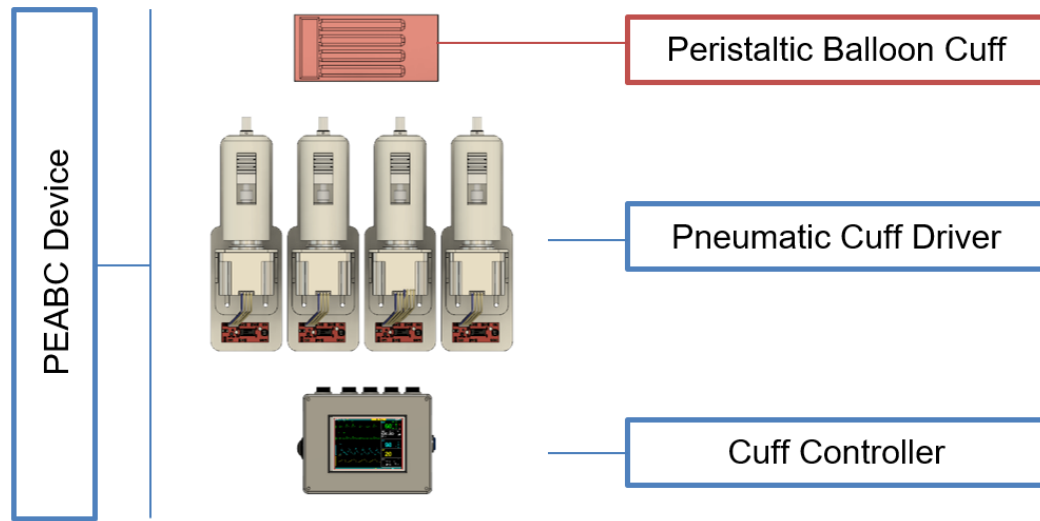 Peristaltic Balloon Cuff
PEABC Device
Pneumatic Cuff Driver
Cuff Controller